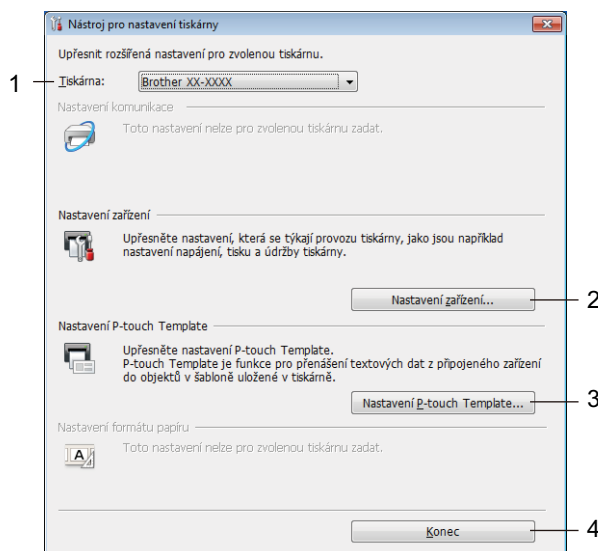 Nástroj pro nastavení tiskárny
Upřesnit rozšířená nastavení pro zvolenou tiskárnu.
1
Tiskárna: Brother XX-XXXX
Nastavení komunikace
Toto nastavení nelze pro zvolenou tiskárnu zadat.
Nastavení zařízení
Upřesněte nastavení, která se týkají provozu tiskárny, jako jsou například
nastavení napájení, tisku a údržby tiskárny.
Nastavení zařízení... 2
Nastavení P-touch Template
Upřesněte nastavení P-touch Template.
P-touch Template je funkce pro přenášení textových dat z připojeného zařízení
do objektů v šabloně uložené v tiskárně.
Nastavení P-touch Template... 3
Nastavení formátu papíru
A
Toto nastavení nelze pro zvolenou tiskárnu zadat.
Konec 4